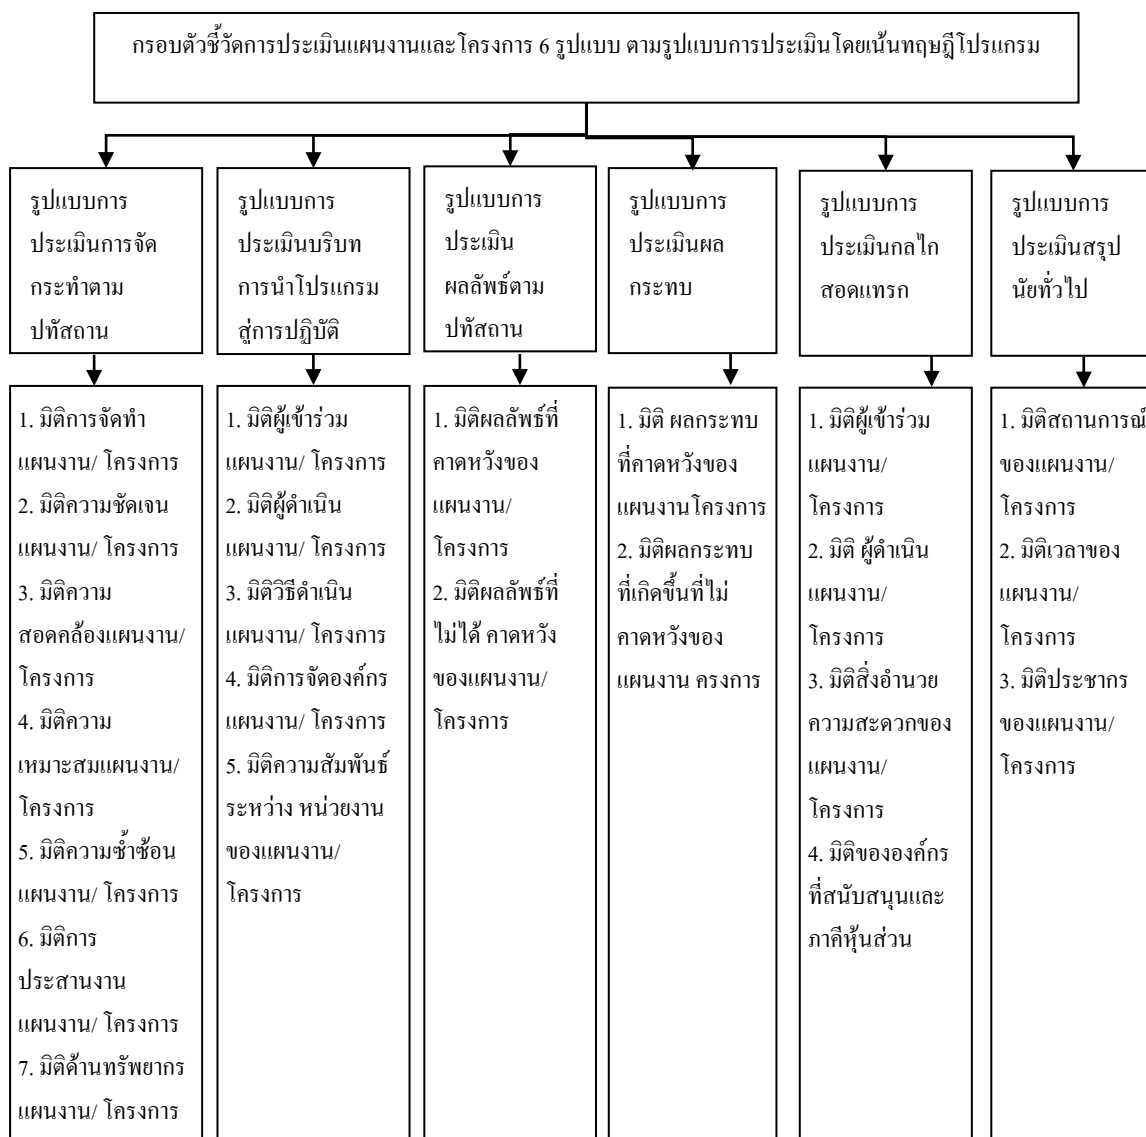 กรอบตัวชี้วัดการประเมินแผนงานและโครงการ 6 รูปแบบ ตามรูปแบบการประเมินโดยเน้นทฤษฎีโปรแกรม
รูปแบบการ
ประเมินการจัด
กระทำตาม
ปทัสถาน
รูปแบบการ
ประเมินบริบท
การนำโปรแกรม
สู่การปฏิบัติ
รูปแบบการ
ประเมิน
ผลลัพธ์ตาม
ปทัสถาน
รูปแบบการ
ประเมินผล
กระทบ
รูปแบบการ
ประเมินกลไก
สอดแทรก
รูปแบบการ
ประเมินสรุป
นัยทั่วไป
1. มิติการจัดทำ
แผนงาน/ โครงการ
2. มิติความชัดเจน
แผนงาน/ โครงการ
3. มิติความ
สอดคล้องแผนงาน/
โครงการ
4. มิติความ
เหมาะสมแผนงาน/
โครงการ
5. มิติความซ้ำซ้อน
แผนงาน/ โครงการ
6. มิติการ
ประสานงาน
แผนงาน/ โครงการ
7. มิติด้านทรัพยากร
แผนงาน/ โครงการ
1. มิติผู้เข้าร่วม
แผนงาน/ โครงการ
2. มิติผู้ดำเนิน
แผนงาน/ โครงการ
3. มิติวิธีดำเนิน
แผนงาน/ โครงการ
4. มิติการจัดองค์กร
แผนงาน/ โครงการ
5. มิติความสัมพันธ์
ระหว่าง หน่วยงาน
ของแผนงาน/
โครงการ
1. มิติผลลัพธ์ที่
คาดหวังของ
แผนงาน/
โครงการ
2. มิติผลลัพธ์ที่
ไม่ได้ คาดหวัง
ของแผนงาน/
โครงการ
1. มิติ ผลกระทบ
ที่คาดหวังของ
แผนงานโครงการ
2. มิติผลกระทบ
ที่เกิดขึ้นที่ไม่
คาดหวังของ
แผนงาน ครงการ
1. มิติผู้เข้าร่วม
แผนงาน/
โครงการ
2. มิติ ผู้ดำเนิน
แผนงาน/
โครงการ
3. มิติสิ่งอำนวย
ความสะดวกของ
แผนงาน/
โครงการ
4. มิติขององค์กร
ที่สนับสนุนและ
ภาคีหุ้นส่วน
1. มิติสถานการณ์
ของแผนงาน/
โครงการ
2. มิติเวลาของ
แผนงาน/
โครงการ
3. มิติประชากร
ของแผนงาน/
โครงการ